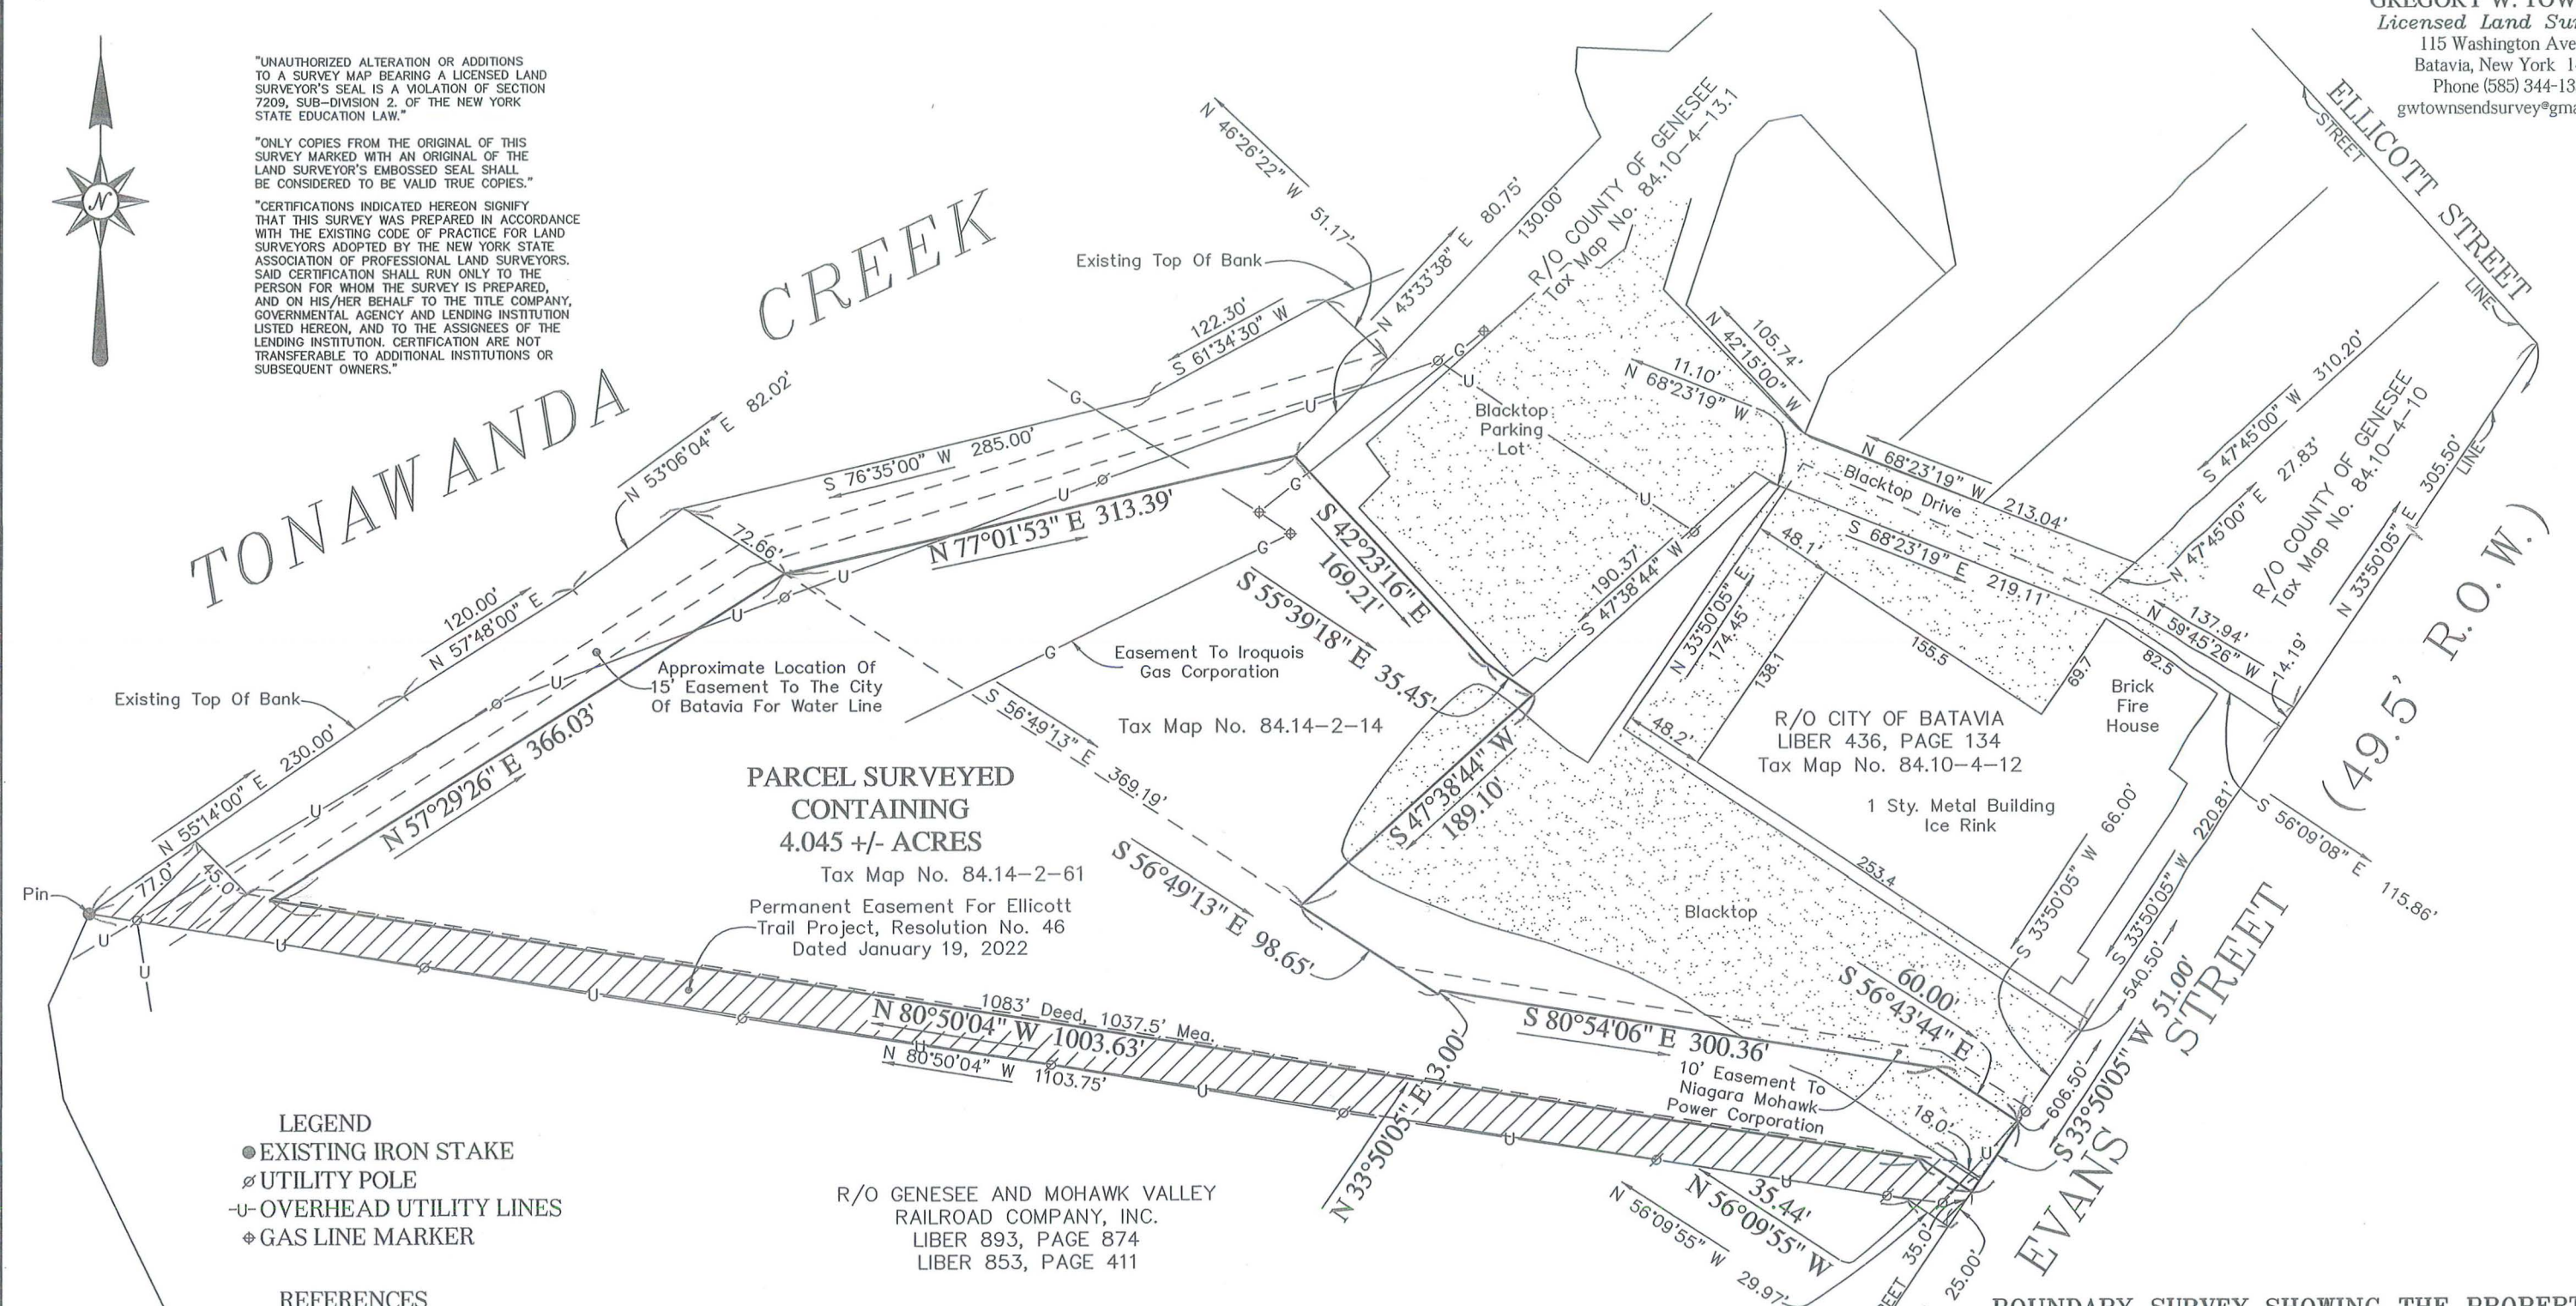 GREGORY W.
Licensed Land
115 Washington
Batavia, New York
Phone (585)
N
"UNAUTHORIZED ALTERATION OR ADDITIONS
TO A SURVEY MAP BEARING A LICENSED LAND
SURVEYOR'S SEAL IS A VIOLATION OF SECTION
7209, SUB-DIVISION 2. OF THE NEW YORK
STATE EDUCATION LAW."
"ONLY COPIES FROM THE ORIGINAL OF THIS
SURVEY MARKED WITH AN ORIGINAL OF THE
LAND SURVEYOR'S EMBOSSED SEAL SHALL
BE CONSIDERED TO BE VALID TRUE COPIES."
"CERTIFICATIONS INDICATED HEREON SIGNIFY
THAT THIS SURVEY WAS PREPARED IN ACCORDANCE
WITH THE EXISTING CODE OF PRACTICE FOR LAND
SURVEYORS ADOPTED BY THE NEW YORK STATE
ASSOCIATION OF PROFESSIONAL LAND SURVEYORS.
SAID CERTIFICATION SHALL RUN ONLY TO THE
PERSON FOR WHOM THE SURVEY IS PREPARED,
AND ON HIS/HER BEHALF TO THE TITLE COMPANY,
GOVERNMENTAL AGENCY AND LENDING INSTITUTION
LISTED HEREON, AND TO THE ASSIGNEES OF THE
LENDING INSTITUTION. CERTIFICATION ARE NOT
TRANSFERABLE TO ADDITIONAL INSTITUTIONS OR
SUBSEQUENT OWNERS."
TONAWANDA CREEK
ELLICOTT STREET
STREET LINE
N 46°26'22" W 51.17'
Existing Top Of Bank
N 43°33'38" E 80.75'
130.00'
R/O COUNTY OF GENESEE
Tax Map No. 84.10-4-13.1
122.30'
S 61°34'30" W
N 53°06'04" E 82.02'
S 76°35'00" W 285.00'
72.66'
N 77°01'53" E 313.39'
120.00'
N 57°48'00" E
Existing Top Of Bank
N 55°14'00" E 230.00'
N 57°29'26" E 366.03'
Pin
77.0'
45.0'
Approximate Location Of
15' Easement To The City
Of Batavia For Water Line
Easement To Iroquois
Gas Corporation
Tax Map No. 84.14-2-14
S 56°49'13" E 369.19'
PARCEL SURVEYED
CONTAINING
4.045 +/- ACRES
Tax Map No. 84.14-2-61
Permanent Easement For Ellicott
Trail Project, Resolution No. 46
Dated January 19, 2022
1083' Deed, 1037.5' Mea.
N 80°50'04" W 1003.63'
N 80°50'04" W 1103.75'
S 42°23'16" E
169.21'
S 55°39'18" E 35.45'
S 47°38'44" W
189.10'
S 56°49'13" E 98.65'
N 33°50'05" E 13.00'
S 80°54'06" E 300.36'
10' Easement To
Niagara Mohawk
Power Corporation
60.00'
S 56°43'44" E
18.0'
Blacktop
Parking
Lot
105.74'
N 42°15'00" W
11.10'
N 68°23'19" W
190.37'
S 47°38'44" W
N 33°50'05" E
174.45'
Blacktop Drive
N 68°23'19" W 213.04'
S 68°23'19" E 219.11'
S 47°45'00" W 310.20'
N 47°45'00" E 27.83'
R/O COUNTY OF GENESEE
Tax Map No. 84.10-4-10
N 33°50'05" E 305.50'
LINE
137.94'
N 59°45'26" W
14.19'
48.1'
138.1
155.5
69.7
82.5
48.2'
253.4
Brick
Fire
House
R/O CITY OF BATAVIA
LIBER 436, PAGE 134
Tax Map No. 84.10-4-12
1 Sty. Metal Building
Ice Rink
Blacktop
S 33°50'05" W 66.00'
S 33°50'05" W 220.81'
S 56°09'08" E 115.86'
540.50'
606.50'
S 33°50'05" W 51.00'
EVANS STREET (49.5' R.O.W.)
35.44'
N 56°09'55" W
N 56°09'55" W 29.97'
35.0'
25.00'
LEGEND
EXISTING IRON STAKE
UTILITY POLE
-U- OVERHEAD UTILITY LINES
GAS LINE MARKER
R/O GENESEE AND MOHAWK VALLEY
RAILROAD COMPANY, INC.
LIBER 893, PAGE 874
LIBER 853, PAGE 411
REFERENCES
BOUNDARY SURVEY SHOWING THE